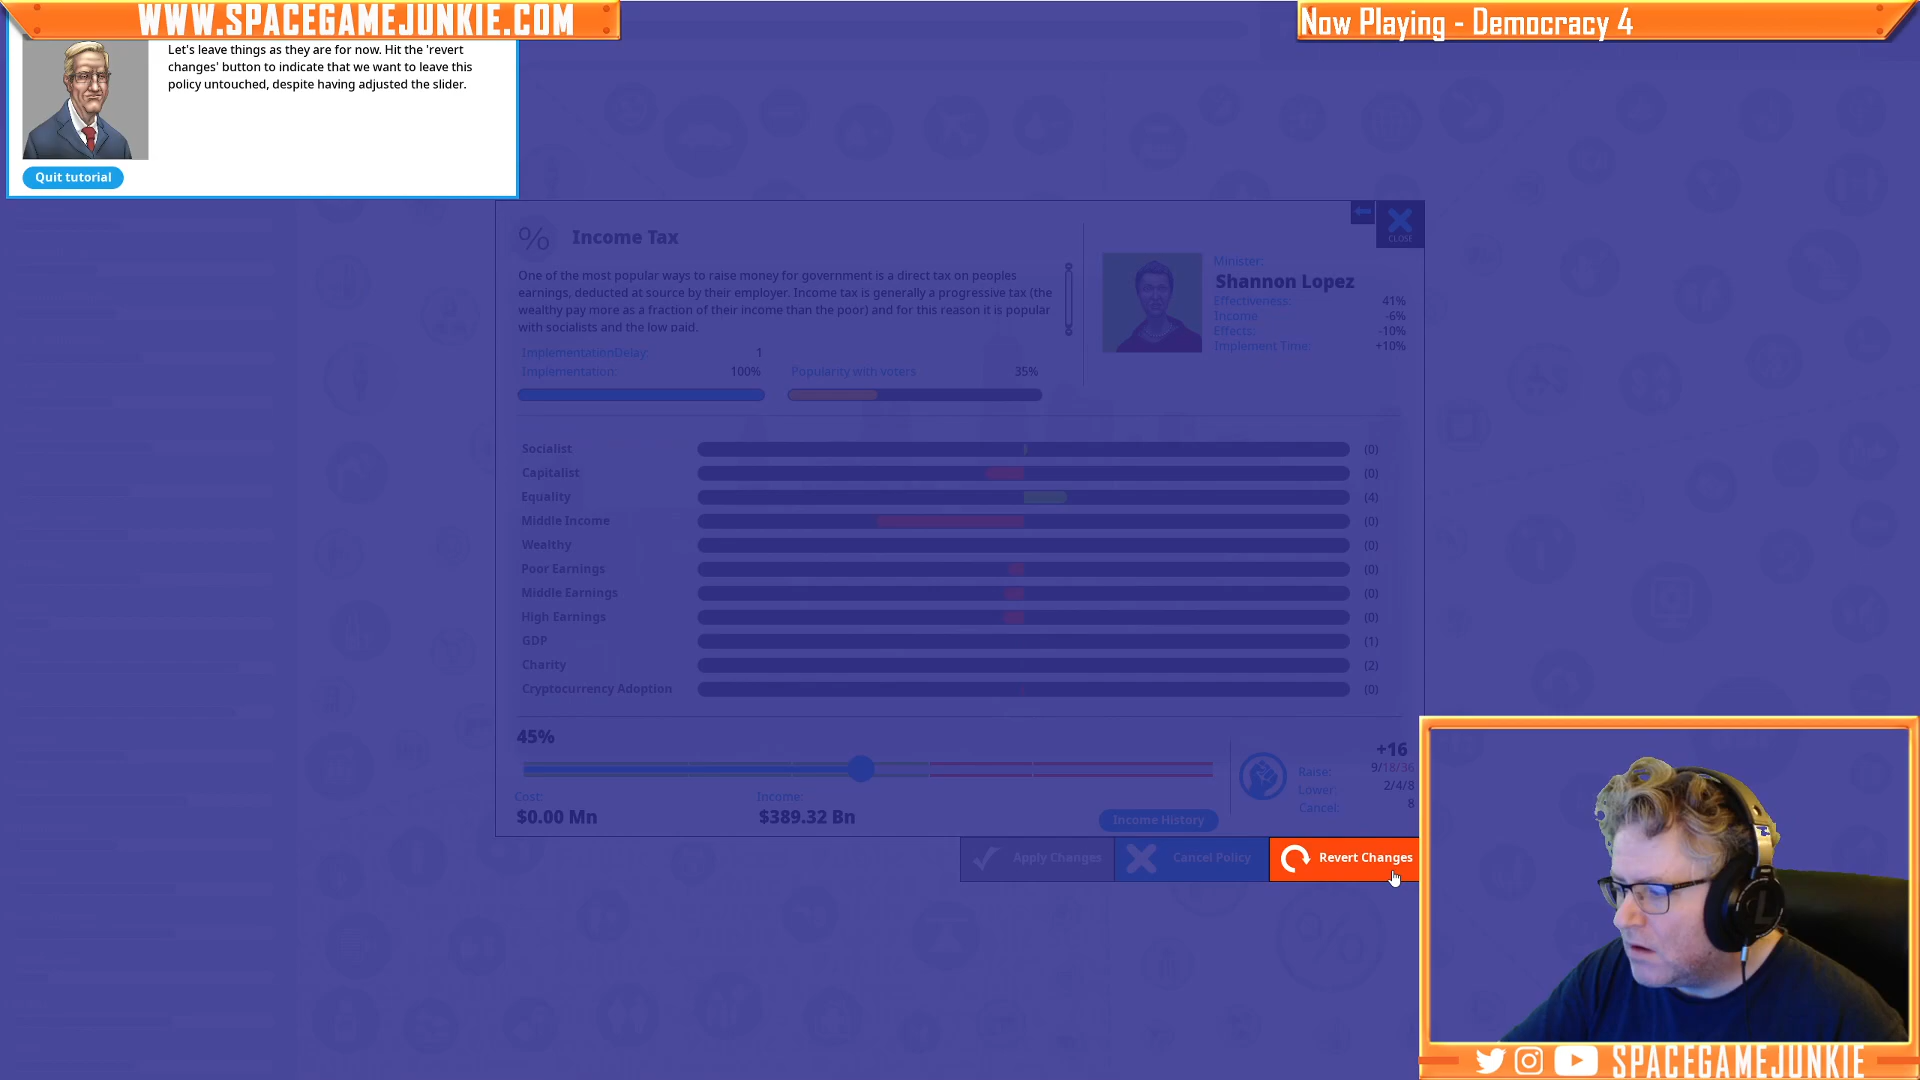 WWW.SPACEGAMEJUNKIE.COM
Now Playing - Democracy 4
Let's leave things as they are for now. Hit the 'revert
changes' button to indicate that we want to leave this
policy untouched, despite having adjusted the slider.
Quit tutorial
% Income Tax
CLOSE
One of the most popular ways to raise money for government is a direct tax on peoples
earnings, deducted at source by their employer. Income tax is generally a progressive tax (the
wealthy pay more as a fraction of their income than the poor) and for this reason it is popular
with socialists and the low paid.
ImplementationDelay: 1
Implementation: 100%
Popularity with voters 35%
Minister:
Shannon Lopez
Effectiveness: 41%
Income -6%
Effects: -10%
Implement Time: +10%
Socialist (0)
Capitalist (0)
Equality (4)
Middle Income (0)
Wealthy (0)
Poor Earnings (0)
Middle Earnings (0)
High Earnings (0)
GDP (1)
Charity (2)
Cryptocurrency Adoption (0)
45%
Cost:
$0.00 Mn
Income:
$389.32 Bn
Income History
+16
Raise: 9/18/36
Lower: 2/4/8
Cancel: 8
Apply Changes
Cancel Policy
Revert Changes
SPACEGAMEJUNKIE